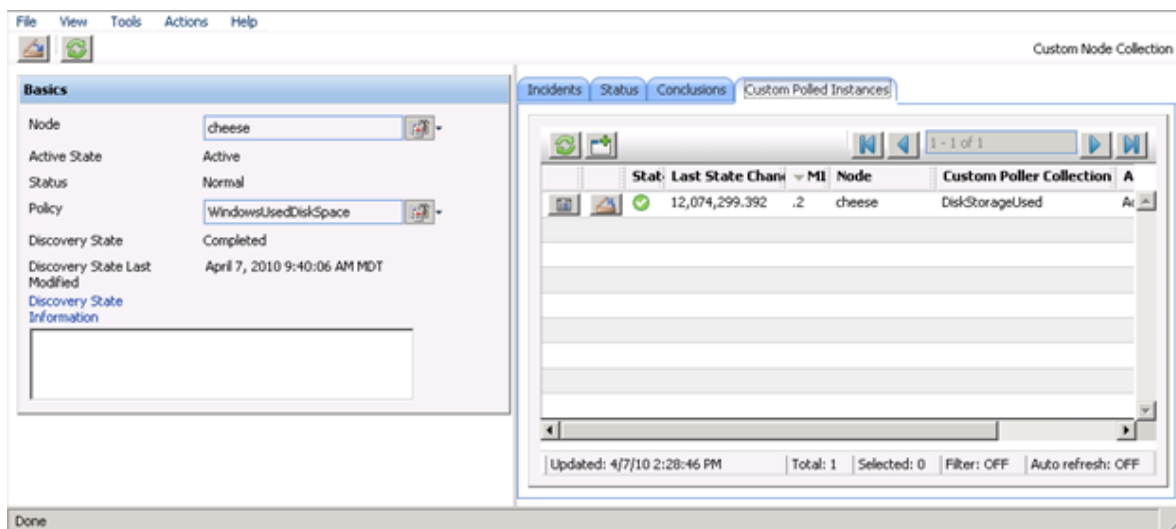 File View Tools Actions Help
Custom Node Collection
Basics
Node cheese
Active State Active
Status Normal
Policy WindowsUsedDiskSpace
Discovery State Completed
Discovery State Last Modified April 7, 2010 9:40:06 AM MDT
Discovery State Information
Incidents Status Conclusions Custom Polled Instances
1 - 1 of 1
Stat Last State Chan MI Node Custom Poller Collection A
12,074,299.392 .2 cheese DiskStorageUsed Ac
Updated: 4/7/10 2:28:46 PM Total: 1 Selected: 0 Filter: OFF Auto refresh: OFF
Done